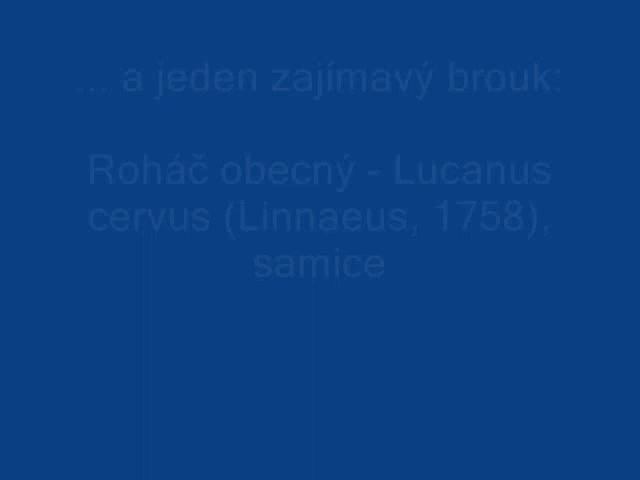 ... a jeden zajímavý brouk:
Roháč obecný - Lucanus
cervus (Linnaeus, 1758),
samice